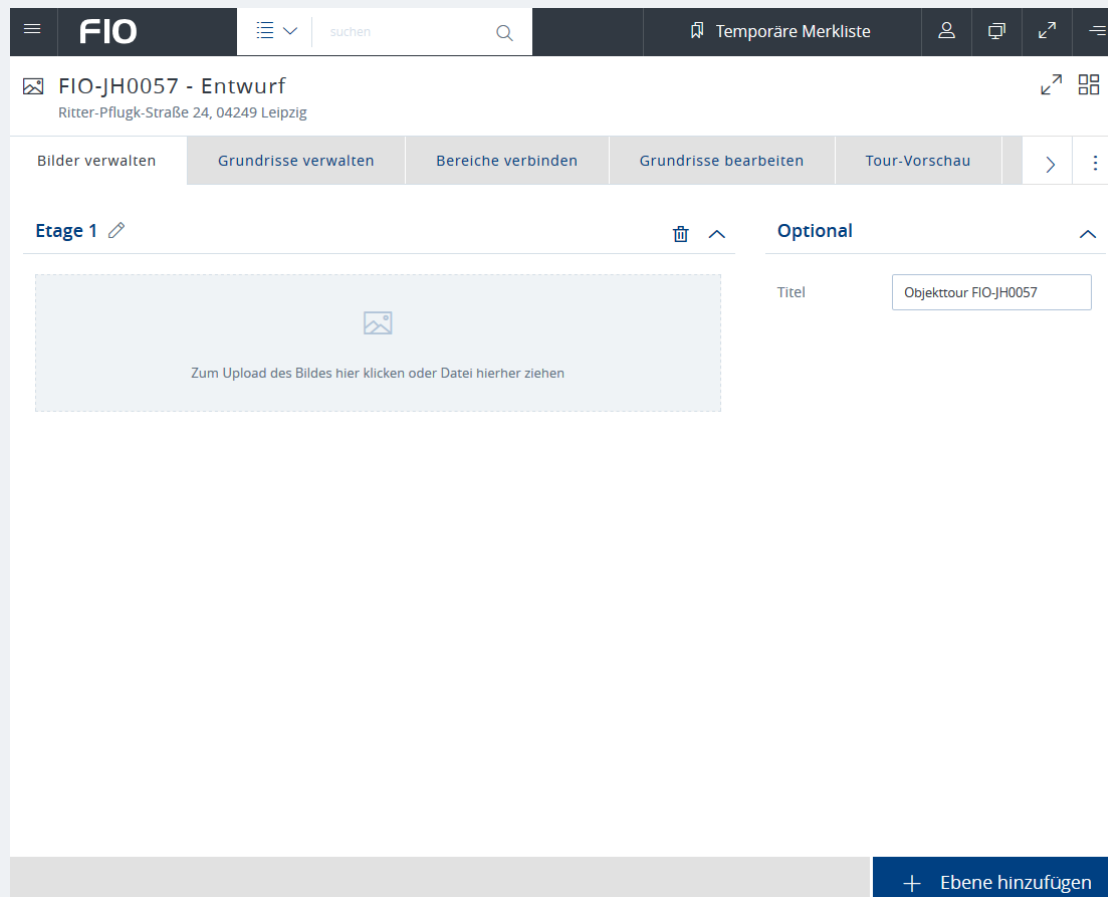 FIO
suchen
Temporäre Merkliste
FIO-JH0057 - Entwurf
Ritter-Pflugk-Straße 24, 04249 Leipzig
Bilder verwalten
Grundrisse verwalten
Bereiche verbinden
Grundrisse bearbeiten
Tour-Vorschau
Etage 1
Optional
Titel
Objekttour FIO-JH0057
Zum Upload des Bildes hier klicken oder Datei hierher ziehen
Ebene hinzufügen